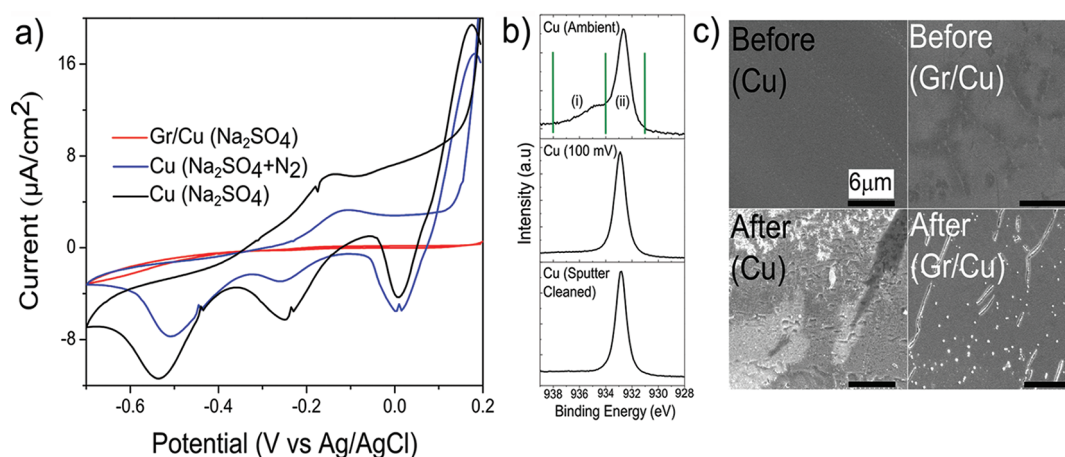 a)
16
12
8
4
0
-4
-8
-0.6
-0.4
-0.2
0.0
0.2
Current (µA/cm²)
Potential (V vs Ag/AgCl)
Gr/Cu (Na₂SO₄)
Cu (Na₂SO₄+N₂)
Cu (Na₂SO₄)
b)
Cu (Ambient)
(i)
(ii)
Cu (100 mV)
Cu (Sputter
Cleaned)
Intensity (a.u)
938 936 934 932 930 928
Binding Energy (eV)
c)
Before
(Cu)
6µm
Before
(Gr/Cu)
After
(Cu)
After
(Gr/Cu)